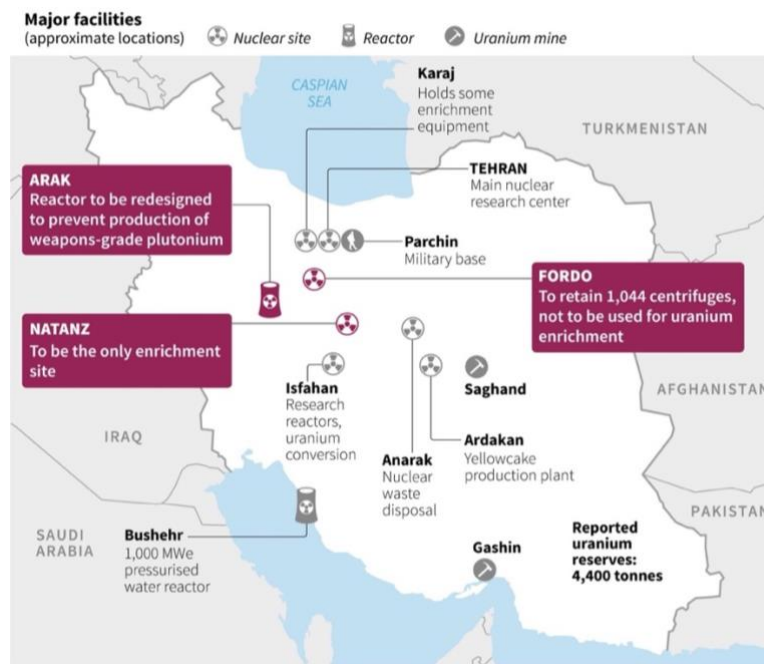 Major facilities
(approximate locations)
Nuclear site
Reactor
Uranium mine
CASPIAN
SEA
Karaj
Holds some
enrichment
equipment
TURKMENISTAN
ARAK
Reactor to be redesigned
to prevent production of
weapons-grade plutonium
TEHRAN
Main nuclear
research center
Parchin
Military base
FORDO
To retain 1,044 centrifuges,
not to be used for uranium
enrichment
NATANZ
To be the only enrichment
site
Isfahan
Research
reactors,
uranium
conversion
Saghand
AFGHANISTAN
IRAQ
Anarak
Nuclear
waste
disposal
Ardakan
Yellowcake
production plant
PAKISTAN
SAUDI
ARABIA
Bushehr
1,000 MWe
pressurised
water reactor
Gashin
Reported
uranium
reserves:
4,400 tonnes